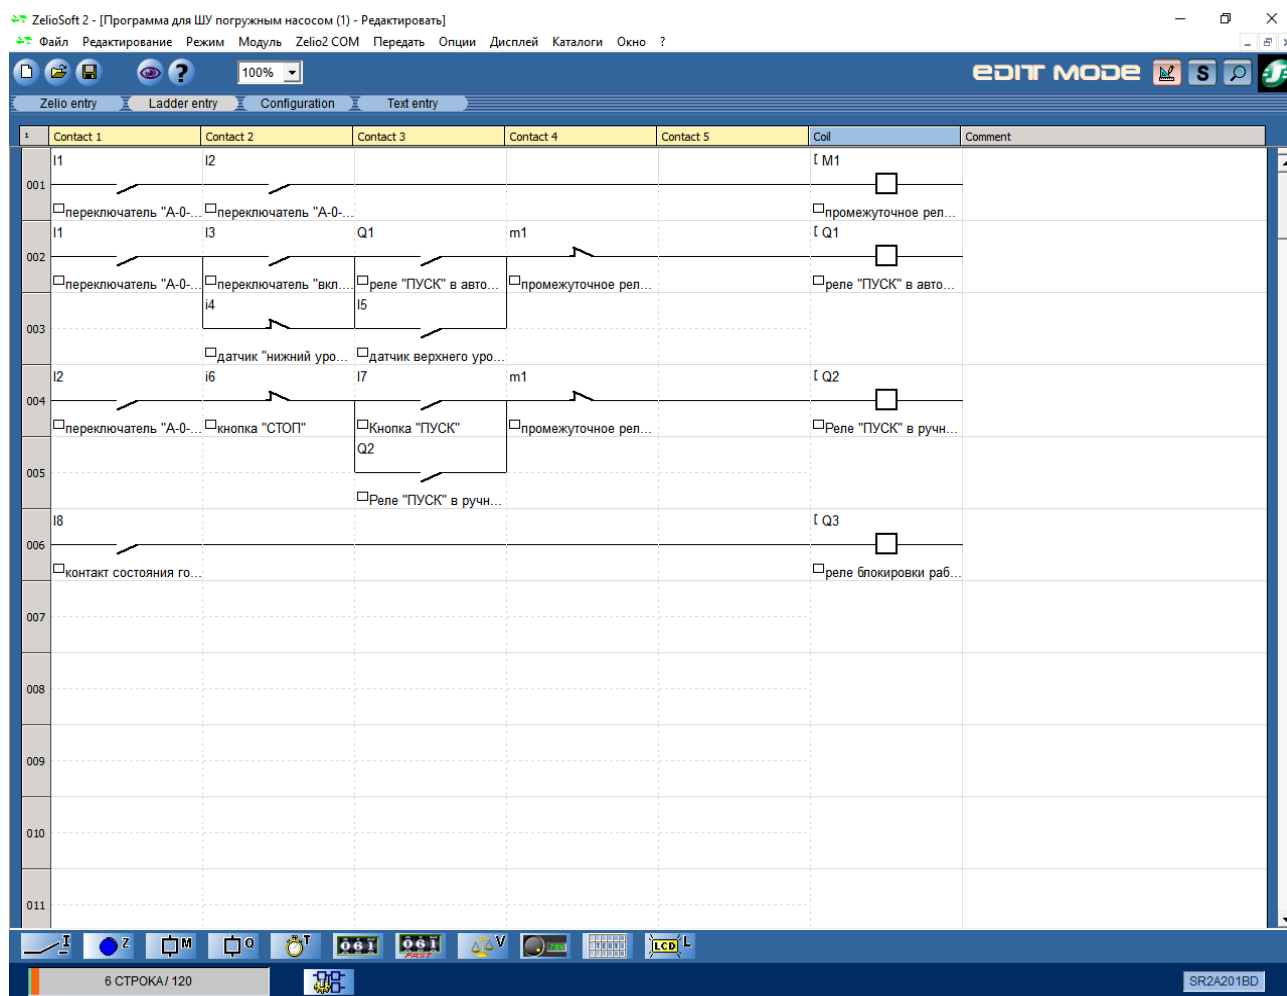 ZelioSoft 2 - [Программа для ШУ погружным насосом (1) - Редактировать]
Файл Редактирование Режим Модуль Zelio2 COM Передать Опции Дисплей Каталоги Окно ?
100% EDIT MODE S
Zelio entry Ladder entry Configuration Text entry
1 Contact 1 Contact 2 Contact 3 Contact 4 Contact 5 Coil Comment
I1 I2 [ M1
001
переключатель "А-0-... переключатель "А-0-... промежуточное рел...
I1 I3 Q1 m1 [ Q1
002
переключатель "А-0-... переключатель "вкл.... реле "ПУСК" в авто... промежуточное рел... реле "ПУСК" в авто...
i4 I5
003
датчик "нижний уро... датчик верхнего уро...
I2 i6 I7 m1 [ Q2
004
переключатель "А-0-... кнопка "СТОП" Кнопка "ПУСК" промежуточное рел... Реле "ПУСК" в ручн...
Q2
005
Реле "ПУСК" в ручн...
I8 [ Q3
006
контакт состояния го... реле блокировки раб...
007
008
009
010
011
I Z M Q T FAST V TEXTE LCD L
6 СТРОКА / 120 SR2A201BD